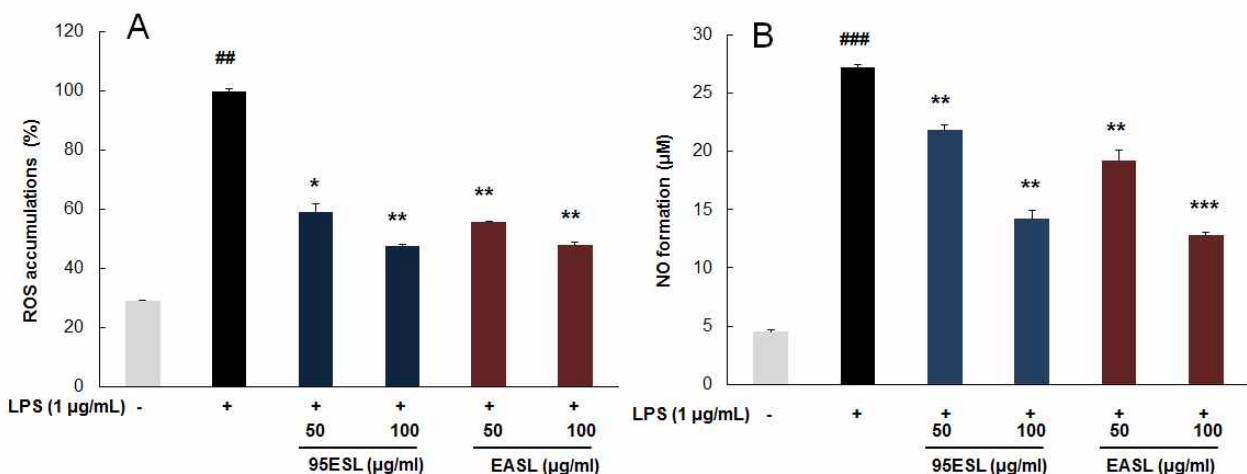 A
ROS accumulations (%)
120
100
80
60
40
20
0
##
*
**
**
**
LPS (1 µg/mL) - + + + + +
50 100 50 100
95ESL (µg/ml) EASL (µg/ml)
B
NO formation (µM)
30
25
20
15
10
5
0
###
**
**
**
***
LPS (1 µg/mL) - + + + + +
50 100 50 100
95ESL (µg/ml) EASL (µg/ml)